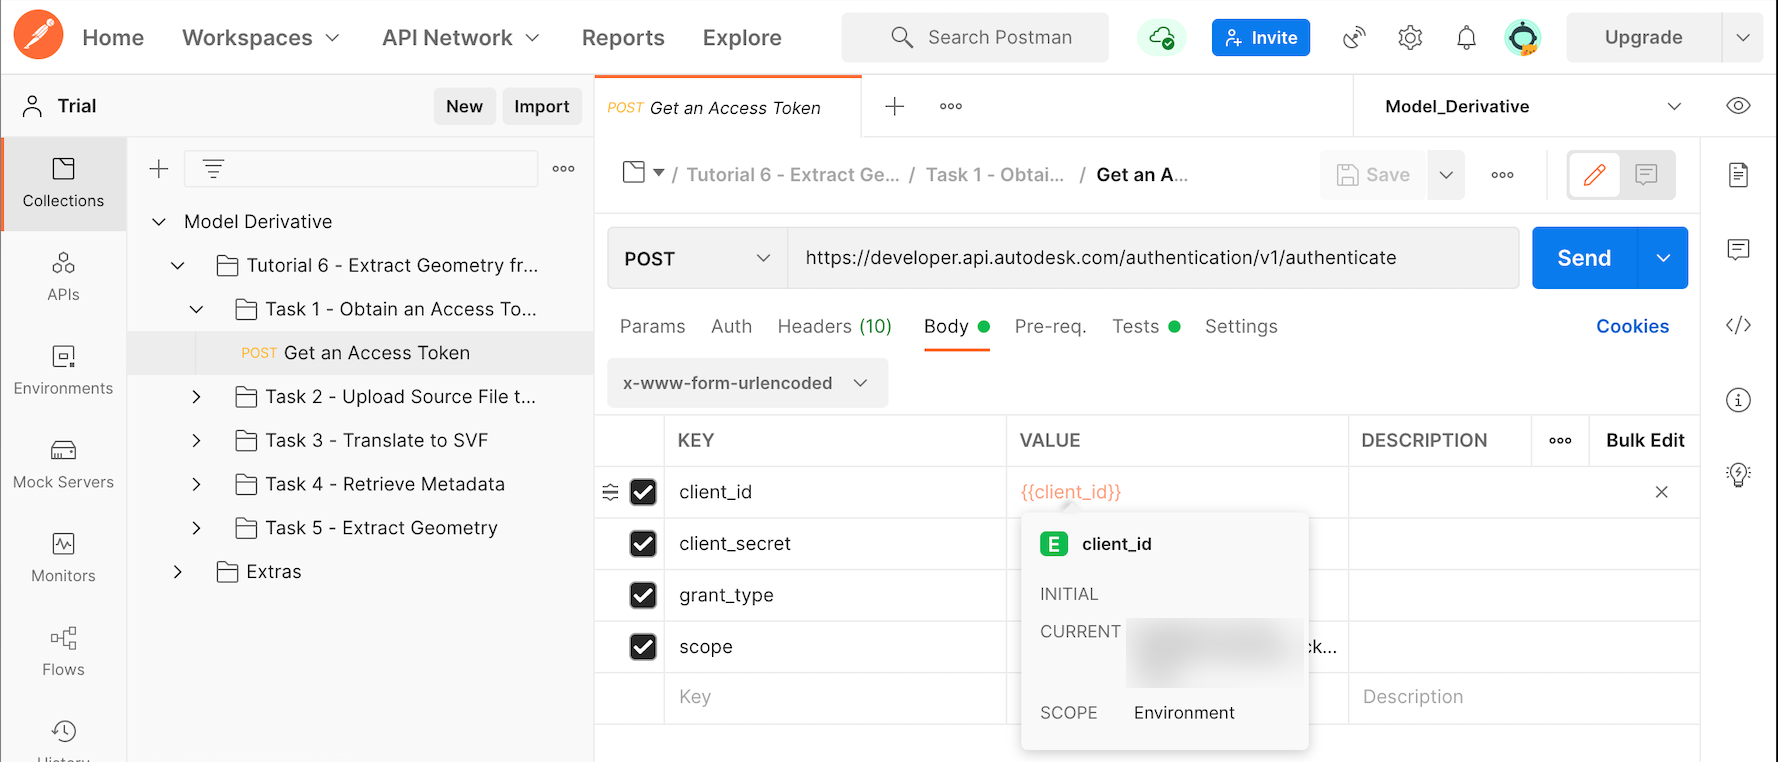 Home Workspaces API Network Reports Explore Search Postman Invite Upgrade
Trial New Import
POST Get an Access Token
Model_Derivative
Collections
APIs
Environments
Mock Servers
Monitors
Flows
Model Derivative
Tutorial 6 - Extract Geometry fr...
Task 1 - Obtain an Access To...
POST Get an Access Token
Task 2 - Upload Source File t...
Task 3 - Translate to SVF
Task 4 - Retrieve Metadata
Task 5 - Extract Geometry
Extras
/ Tutorial 6 - Extract Ge... / Task 1 - Obtai... / Get an A...
Save
POST https://developer.api.autodesk.com/authentication/v1/authenticate Send
Params Auth Headers (10) Body Pre-req. Tests Settings Cookies
x-www-form-urlencoded
KEY VALUE DESCRIPTION Bulk Edit
client_id {{client_id}}
client_secret
grant_type
scope ck...
Key Description
E client_id
INITIAL
CURRENT
SCOPE Environment